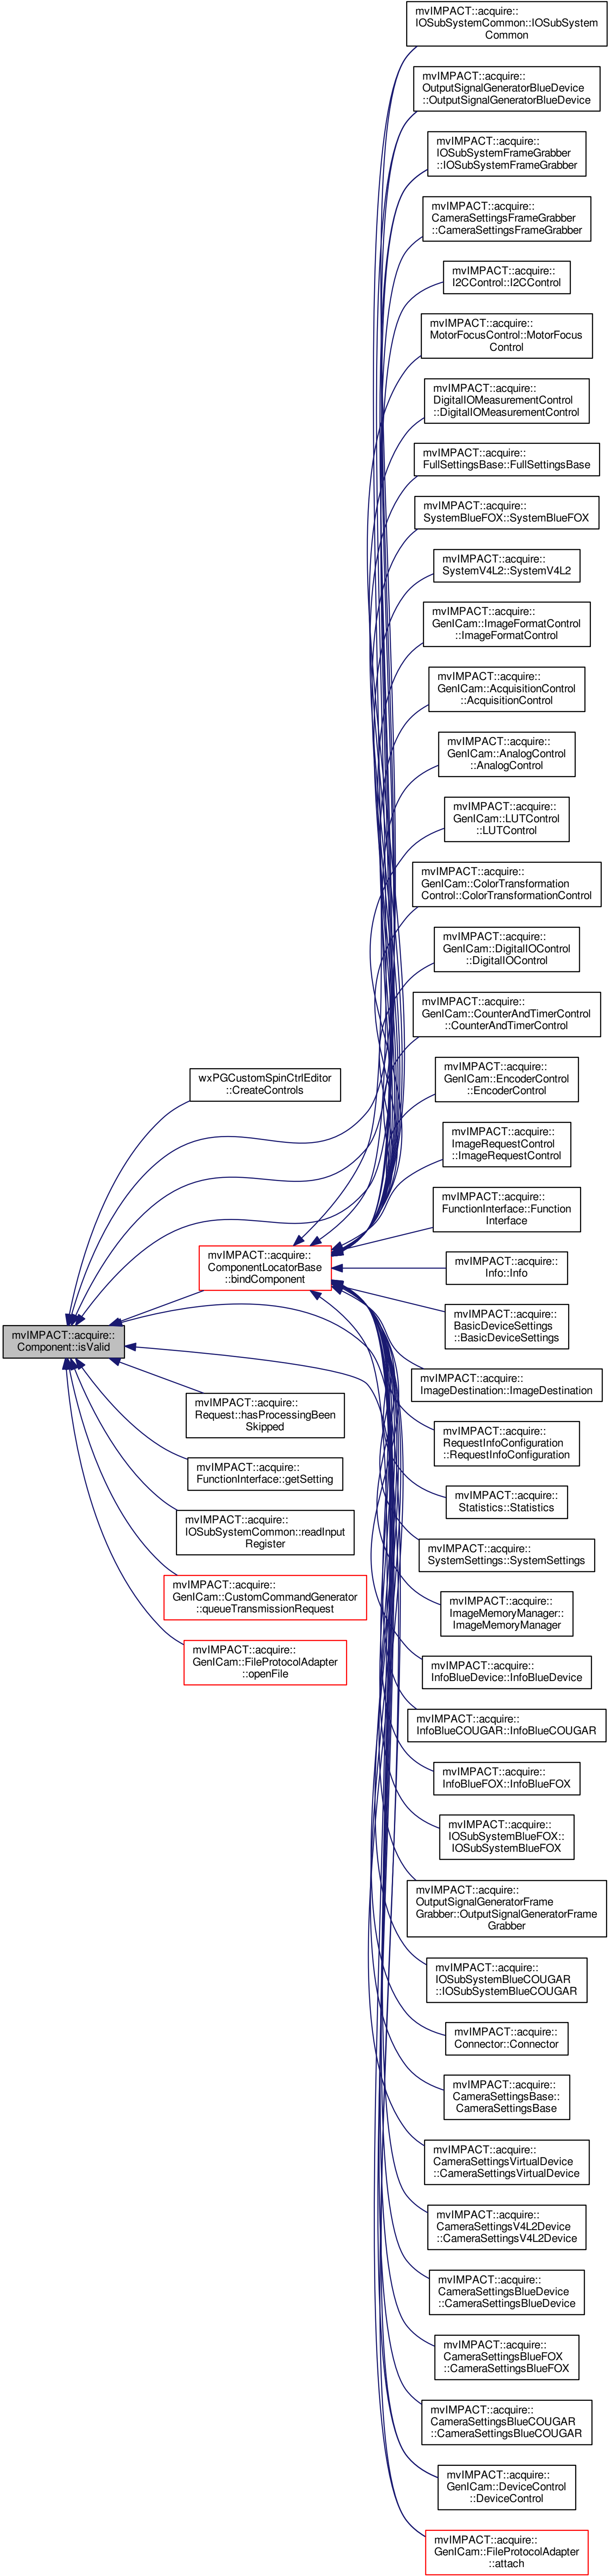 mvIMPACT::acquire::
IOSubSystemCommon::IOSubSystem
Common
mvIMPACT::acquire::
OutputSignalGeneratorBlueDevice
::OutputSignalGeneratorBlueDevice
mvIMPACT::acquire::
IOSubSystemFrameGrabber
::IOSubSystemFrameGrabber
mvIMPACT::acquire::
CameraSettingsFrameGrabber
::CameraSettingsFrameGrabber
mvIMPACT::acquire::
I2CControl::I2CControl
mvIMPACT::acquire::
MotorFocusControl::MotorFocus
Control
mvIMPACT::acquire::
DigitalIOMeasurementControl
::DigitalIOMeasurementControl
mvIMPACT::acquire::
FullSettingsBase::FullSettingsBase
mvIMPACT::acquire::
SystemBlueFOX::SystemBlueFOX
mvIMPACT::acquire::
SystemV4L2::SystemV4L2
mvIMPACT::acquire::
GenICam::ImageFormatControl
::ImageFormatControl
mvIMPACT::acquire::
GenICam::AcquisitionControl
::AcquisitionControl
mvIMPACT::acquire::
GenICam::AnalogControl
::AnalogControl
mvIMPACT::acquire::
GenICam::LUTControl
::LUTControl
mvIMPACT::acquire::
GenICam::ColorTransformation
Control::ColorTransformationControl
mvIMPACT::acquire::
GenICam::DigitalIOControl
::DigitalIOControl
mvIMPACT::acquire::
GenICam::CounterAndTimerControl
::CounterAndTimerControl
mvIMPACT::acquire::
GenICam::EncoderControl
::EncoderControl
mvIMPACT::acquire::
ImageRequestControl
::ImageRequestControl
mvIMPACT::acquire::
FunctionInterface::Function
Interface
mvIMPACT::acquire::
Info::Info
mvIMPACT::acquire::
BasicDeviceSettings
::BasicDeviceSettings
mvIMPACT::acquire::
ImageDestination::ImageDestination
mvIMPACT::acquire::
RequestInfoConfiguration
::RequestInfoConfiguration
mvIMPACT::acquire::
Statistics::Statistics
mvIMPACT::acquire::
SystemSettings::SystemSettings
mvIMPACT::acquire::
ImageMemoryManager::
ImageMemoryManager
mvIMPACT::acquire::
InfoBlueDevice::InfoBlueDevice
mvIMPACT::acquire::
InfoBlueCOUGAR::InfoBlueCOUGAR
mvIMPACT::acquire::
InfoBlueFOX::InfoBlueFOX
mvIMPACT::acquire::
IOSubSystemBlueFOX::
IOSubSystemBlueFOX
mvIMPACT::acquire::
OutputSignalGeneratorFrame
Grabber::OutputSignalGeneratorFrame
Grabber
mvIMPACT::acquire::
IOSubSystemBlueCOUGAR
::IOSubSystemBlueCOUGAR
mvIMPACT::acquire::
Connector::Connector
mvIMPACT::acquire::
CameraSettingsBase::
CameraSettingsBase
mvIMPACT::acquire::
CameraSettingsVirtualDevice
::CameraSettingsVirtualDevice
mvIMPACT::acquire::
CameraSettingsV4L2Device
::CameraSettingsV4L2Device
mvIMPACT::acquire::
CameraSettingsBlueDevice
::CameraSettingsBlueDevice
mvIMPACT::acquire::
CameraSettingsBlueFOX
::CameraSettingsBlueFOX
mvIMPACT::acquire::
CameraSettingsBlueCOUGAR
::CameraSettingsBlueCOUGAR
mvIMPACT::acquire::
GenICam::DeviceControl
::DeviceControl
mvIMPACT::acquire::
GenICam::FileProtocolAdapter
::attach
wxPGCustomSpinCtrlEditor
::CreateControls
mvIMPACT::acquire::
ComponentLocatorBase
::bindComponent
mvIMPACT::acquire::
Component::isValid
mvIMPACT::acquire::
Request::hasProcessingBeen
Skipped
mvIMPACT::acquire::
FunctionInterface::getSetting
mvIMPACT::acquire::
IOSubSystemCommon::readInput
Register
mvIMPACT::acquire::
GenICam::CustomCommandGenerator
::queueTransmissionRequest
mvIMPACT::acquire::
GenICam::FileProtocolAdapter
::openFile